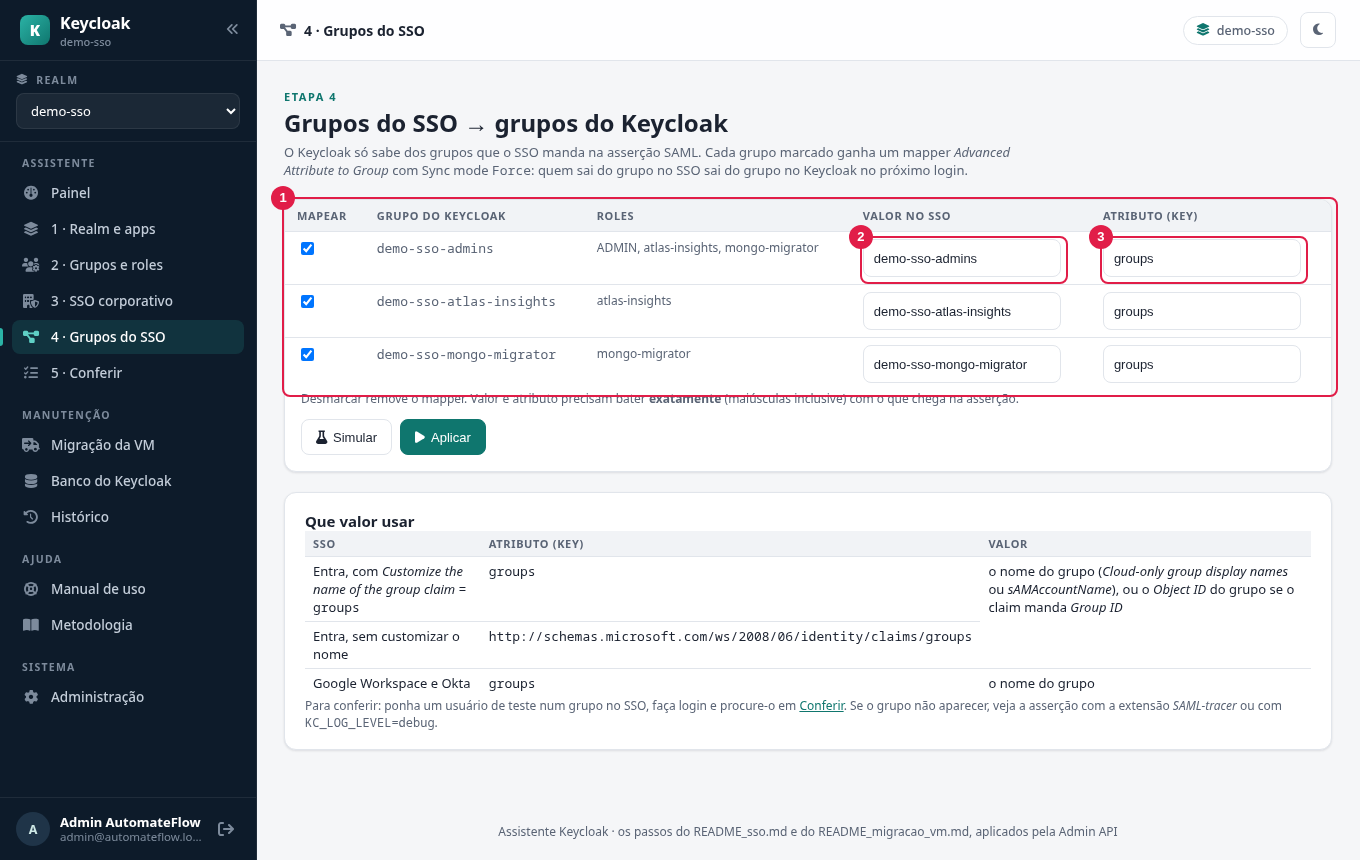 K
Keycloak
demo-sso
REALM
demo-sso
ASSISTENTE
Painel
1 · Realm e apps
2 · Grupos e roles
3 · SSO corporativo
4 · Grupos do SSO
5 · Conferir
MANUTENÇÃO
Migração da VM
Banco do Keycloak
Histórico
AJUDA
Manual de uso
Metodologia
SISTEMA
Administração
A
Admin AutomateFlow
admin@automateflow.lo...
4 · Grupos do SSO
demo-sso
ETAPA 4
Grupos do SSO → grupos do Keycloak
O Keycloak só sabe dos grupos que o SSO manda na asserção SAML. Cada grupo marcado ganha um mapper Advanced
Attribute to Group com Sync mode Force: quem sai do grupo no SSO sai do grupo no Keycloak no próximo login.
1
MAPEAR GRUPO DO KEYCLOAK ROLES VALOR NO SSO ATRIBUTO (KEY)
2 3
demo-sso-admins ADMIN, atlas-insights, mongo-migrator demo-sso-admins groups
demo-sso-atlas-insights atlas-insights demo-sso-atlas-insights groups
demo-sso-mongo-migrator mongo-migrator demo-sso-mongo-migrator groups
Desmarcar remove o mapper. Valor e atributo precisam bater exatamente (maiúsculas inclusive) com o que chega na asserção.
Simular Aplicar
Que valor usar
SSO ATRIBUTO (KEY) VALOR
Entra, com Customize the groups o nome do grupo (Cloud-only group display names
name of the group claim = ou sAMAccountName), ou o Object ID do grupo se o
groups claim manda Group ID
Entra, sem customizar o http://schemas.microsoft.com/ws/2008/06/identity/claims/groups
nome
Google Workspace e Okta groups o nome do grupo
Para conferir: ponha um usuário de teste num grupo no SSO, faça login e procure-o em Conferir. Se o grupo não aparecer, veja a asserção com a extensão SAML-tracer ou com
KC_LOG_LEVEL=debug.
Assistente Keycloak · os passos do README_sso.md e do README_migracao_vm.md, aplicados pela Admin API